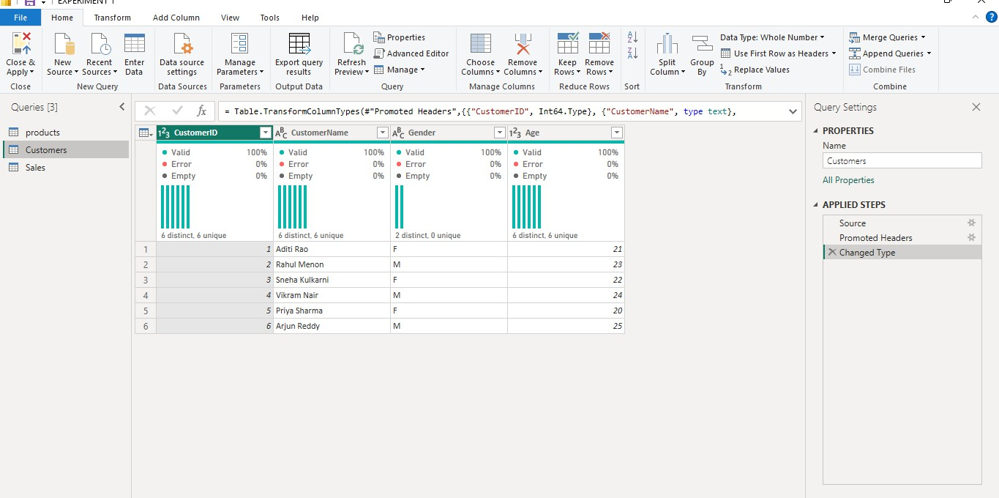 EXPERIMENT 1
File Home Transform Add Column View Tools Help
Close & Apply
New Source
Recent Sources
Enter Data
Data source settings
Manage Parameters
Export query results
Refresh Preview
Properties
Advanced Editor
Manage
Choose Columns
Remove Columns
Keep Rows
Remove Rows
A Z
Z A
Split Column
Group By
Data Type: Whole Number
Use First Row as Headers
1 2 Replace Values
Merge Queries
Append Queries
Combine Files
Close New Query Data Sources Parameters Output Data Query Manage Columns Reduce Rows Sort Transform Combine
Queries [3]
products
Customers
Sales
fx = Table.TransformColumnTypes(#"Promoted Headers",{{"CustomerID", Int64.Type}, {"CustomerName", type text},
123 CustomerID ABC CustomerName ABC Gender 123 Age
Valid 100% Valid 100% Valid 100% Valid 100%
Error 0% Error 0% Error 0% Error 0%
Empty 0% Empty 0% Empty 0% Empty 0%
6 distinct, 6 unique 6 distinct, 6 unique 2 distinct, 0 unique 6 distinct, 6 unique
1 1 Aditi Rao F 21
2 2 Rahul Menon M 23
3 3 Sneha Kulkarni F 22
4 4 Vikram Nair M 24
5 5 Priya Sharma F 20
6 6 Arjun Reddy M 25
Query Settings
PROPERTIES
Name
Customers
All Properties
APPLIED STEPS
Source
Promoted Headers
Changed Type